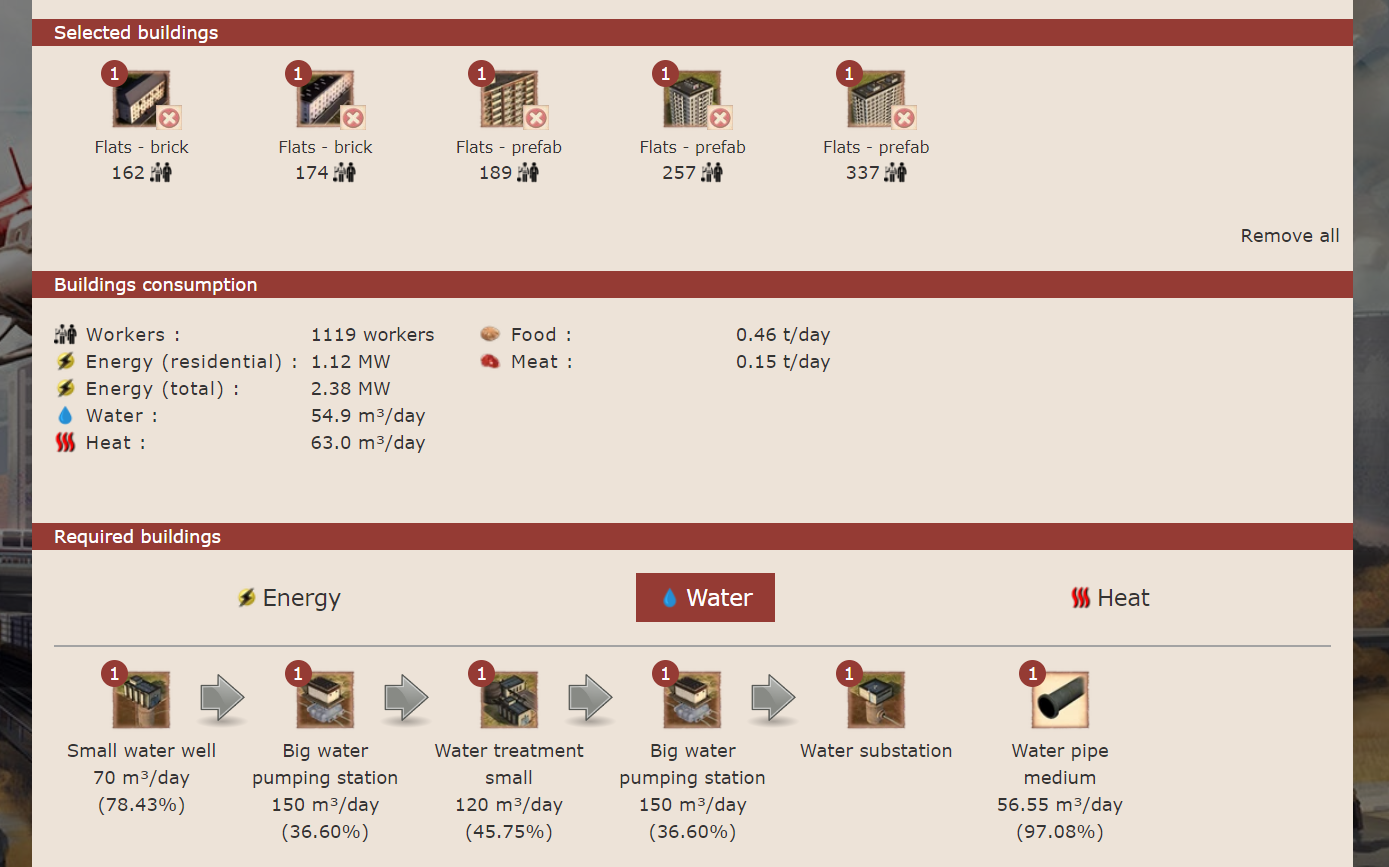 Selected buildings
1 1 1 1 1
Flats - brick Flats - brick Flats - prefab Flats - prefab Flats - prefab
162 174 189 257 337
Remove all
Buildings consumption
Workers : 1119 workers Food : 0.46 t/day
Energy (residential) : 1.12 MW Meat : 0.15 t/day
Energy (total) : 2.38 MW
Water : 54.9 m³/day
Heat : 63.0 m³/day
Required buildings
Energy Water Heat
1 1 1 1 1 1
Small water well Big water Water treatment Big water Water substation Water pipe
70 m³/day pumping station small pumping station medium
(78.43%) 150 m³/day 120 m³/day 150 m³/day 56.55 m³/day
(36.60%) (45.75%) (36.60%) (97.08%)